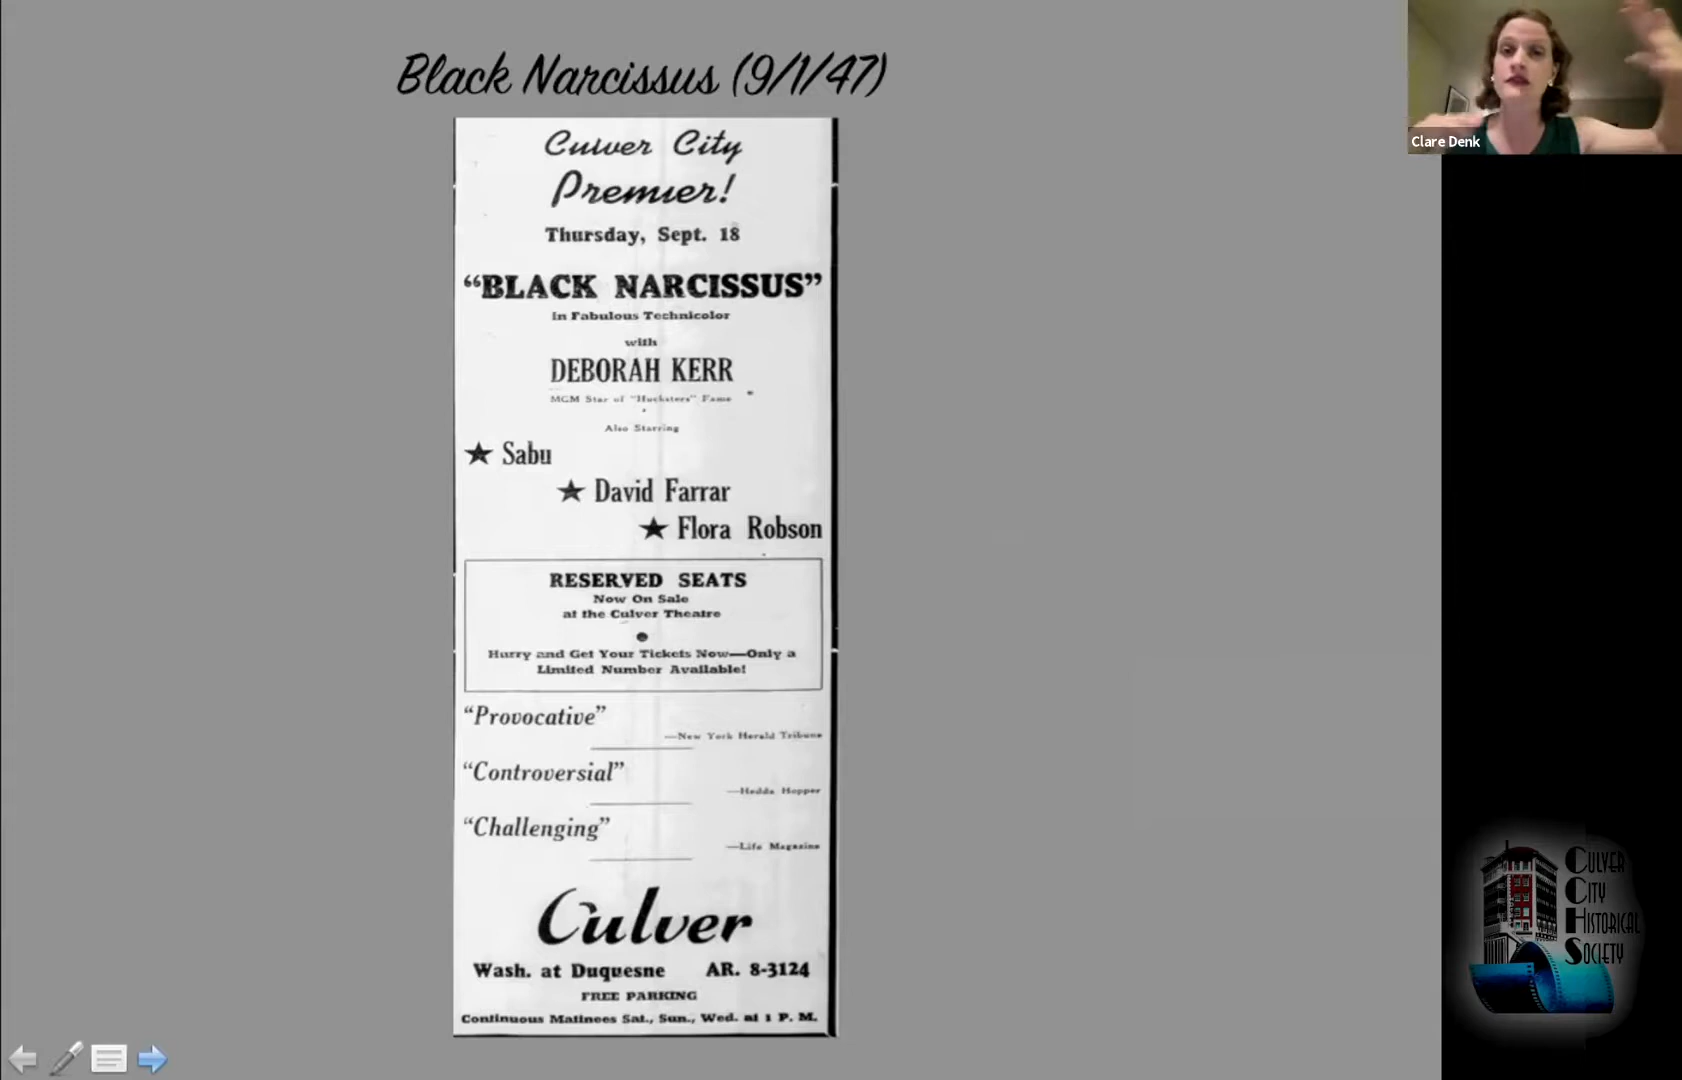 Black Narcissus (9/1/47)
Clare Denk
Culver City
Premier!
Thursday, Sept. 18
“BLACK NARCISSUS”
in Fabulous Technicolor
with
DEBORAH KERR
MGM Star of “Hucksters” Fame
Also Starring
★ Sabu
★ David Farrar
★ Flora Robson
RESERVED SEATS
Now On Sale
at the Culver Theatre
Hurry and Get Your Tickets Now—Only a
Limited Number Available!
“Provocative”
—New York Herald Tribune
“Controversial”
—Hedda Hopper
“Challenging”
—Life Magazine
Culver
Wash. at Duquesne AR. 8-3124
FREE PARKING
Continuous Matinees Sat., Sun., Wed. at 1 P. M.
CULVER
CITY
HISTORICAL
SOCIETY